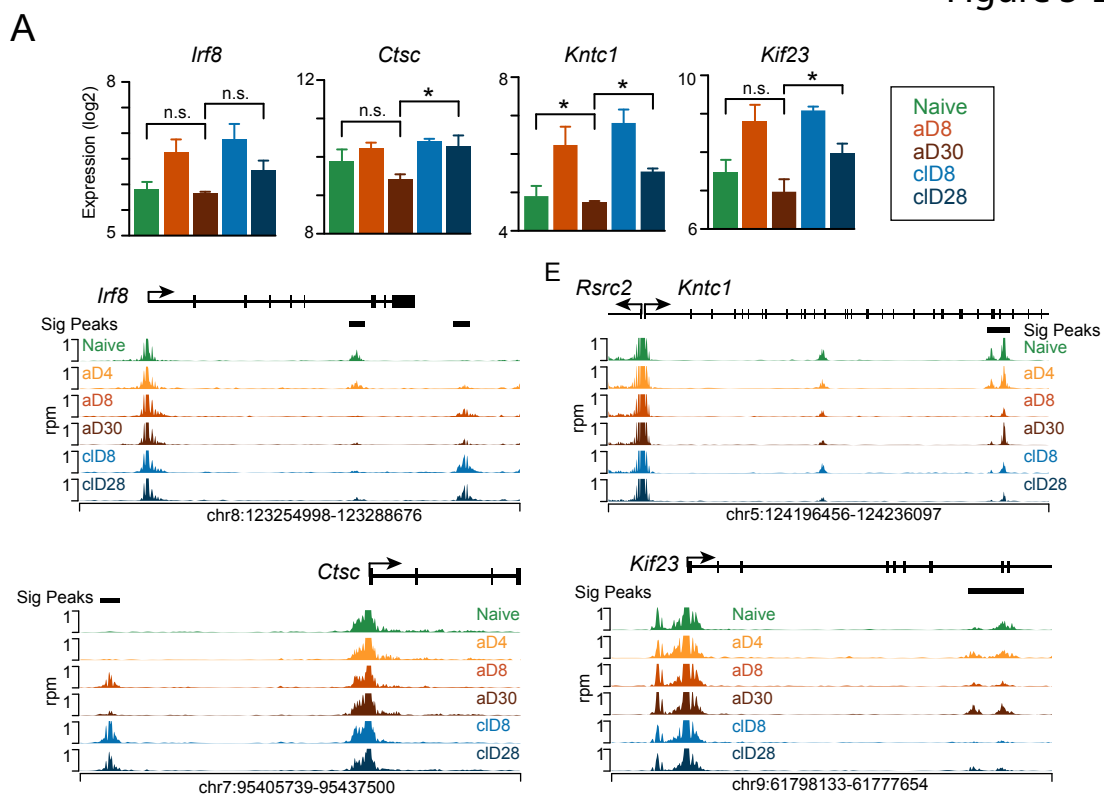 A
Irf8
Ctsc
Kntc1
Kif23
Expression (log2)
8
5
n.s.
n.s.
12
8
n.s.
*
8
4
*
*
10
6
n.s.
*
Naive
aD8
aD30
clD8
clD28
Irf8
Sig Peaks
rpm
1
Naive
1
aD4
1
aD8
1
aD30
1
clD8
1
clD28
chr8:123254998-123288676
E
Rsrc2
Kntc1
Sig Peaks
rpm
1
Naive
1
aD4
1
aD8
1
aD30
1
clD8
1
clD28
chr5:124196456-124236097
Ctsc
Sig Peaks
rpm
1
Naive
1
aD4
1
aD8
1
aD30
1
clD8
1
clD28
chr7:95405739-95437500
Kif23
Sig Peaks
rpm
1
Naive
1
aD4
1
aD8
1
aD30
1
clD8
1
clD28
chr9:61798133-61777654